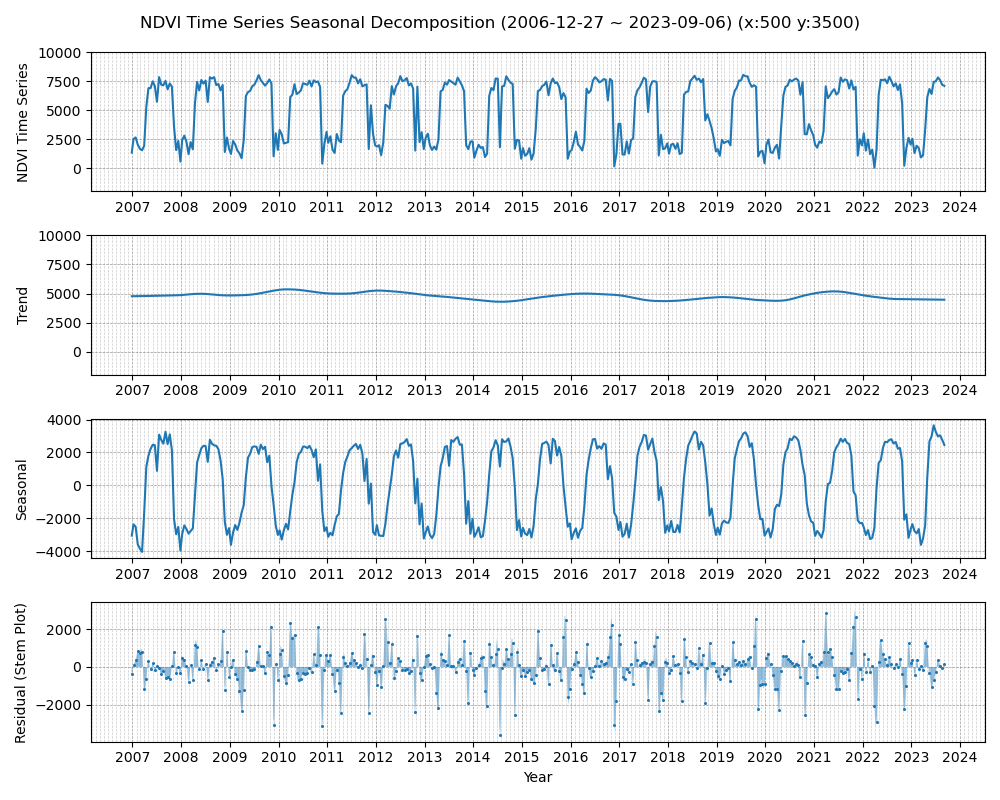 NDVI Time Series Seasonal Decomposition (2006-12-27 ~ 2023-09-06) (x:500 y:3500)
NDVI Time Series
10000
7500
5000
2500
0
2007 2008 2009 2010 2011 2012 2013 2014 2015 2016 2017 2018 2019 2020 2021 2022 2023 2024
Trend
10000
7500
5000
2500
0
2007 2008 2009 2010 2011 2012 2013 2014 2015 2016 2017 2018 2019 2020 2021 2022 2023 2024
Seasonal
4000
2000
0
−2000
−4000
2007 2008 2009 2010 2011 2012 2013 2014 2015 2016 2017 2018 2019 2020 2021 2022 2023 2024
Residual (Stem Plot)
2000
0
−2000
2007 2008 2009 2010 2011 2012 2013 2014 2015 2016 2017 2018 2019 2020 2021 2022 2023 2024
Year